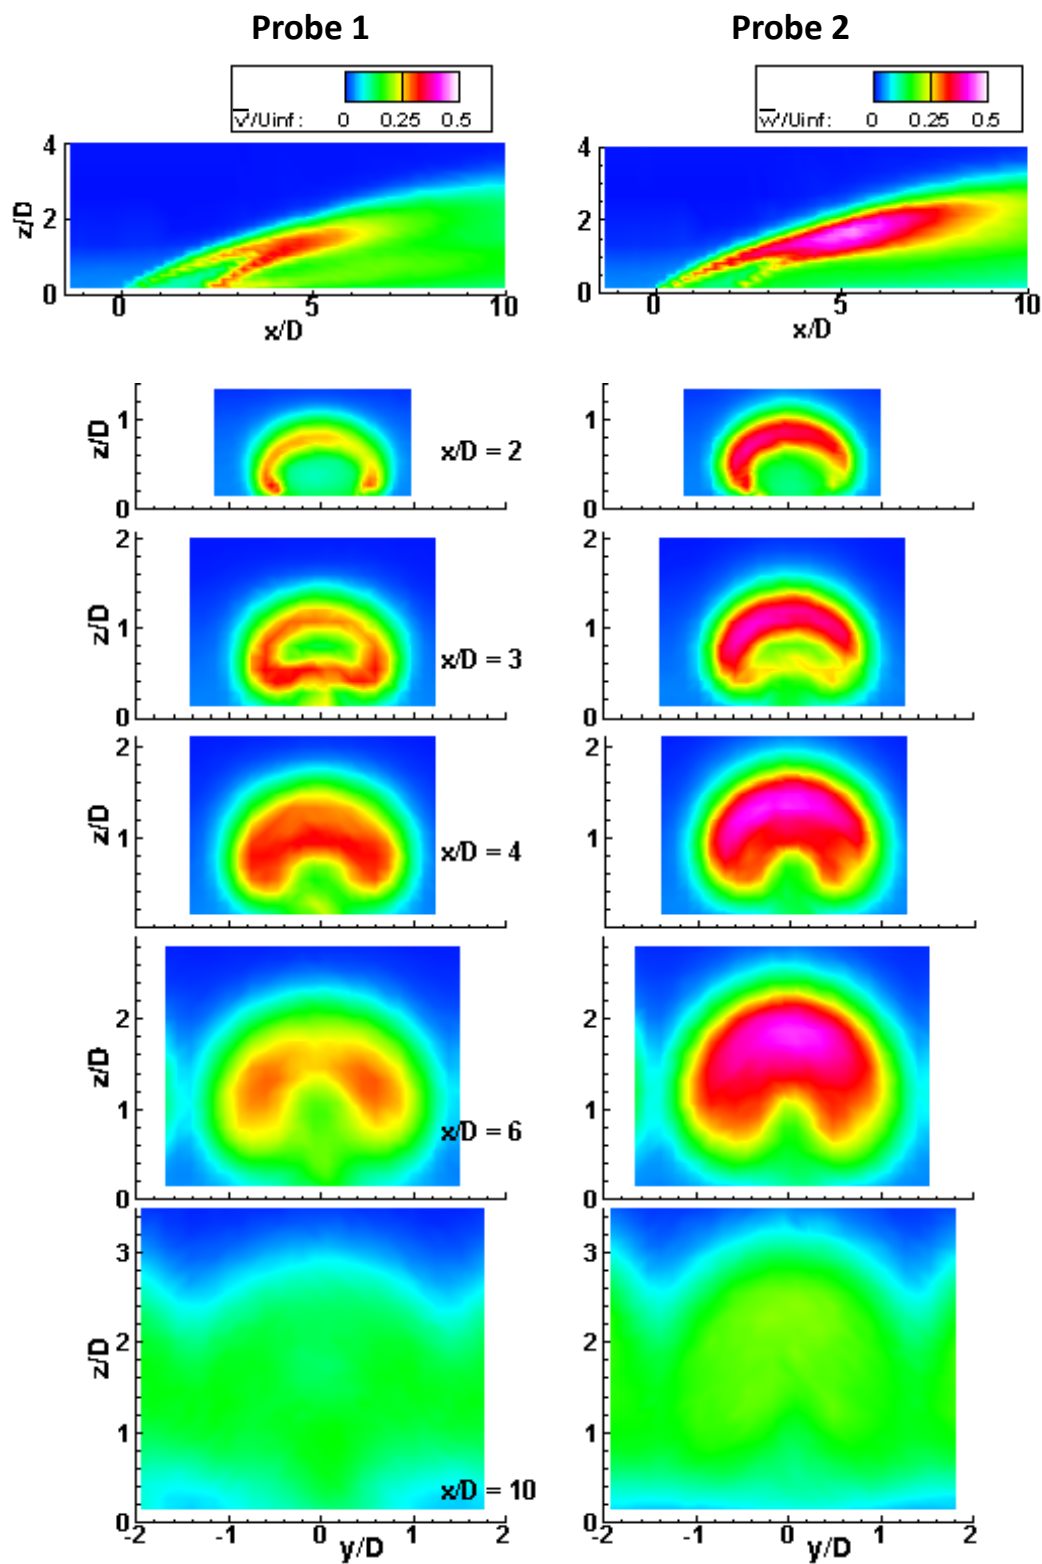 Probe 1 Probe 2
v'/Uinf: 0 0.25 0.5 w'/Uinf: 0 0.25 0.5
4 4
z/D 2 2
0 0
0 5 10 0 5 10
x/D x/D
z/D 1 x/D = 2 1
0 0
2 2
z/D 1 x/D = 3 1
0 0
2 2
z/D 1 x/D = 4 1
2 2
z/D 1 x/D = 6 1
0 0
3 3
z/D 2 2
1 1
x/D = 10
0 0
-2 -1 0 1 2 -2 -1 0 1 2
y/D y/D